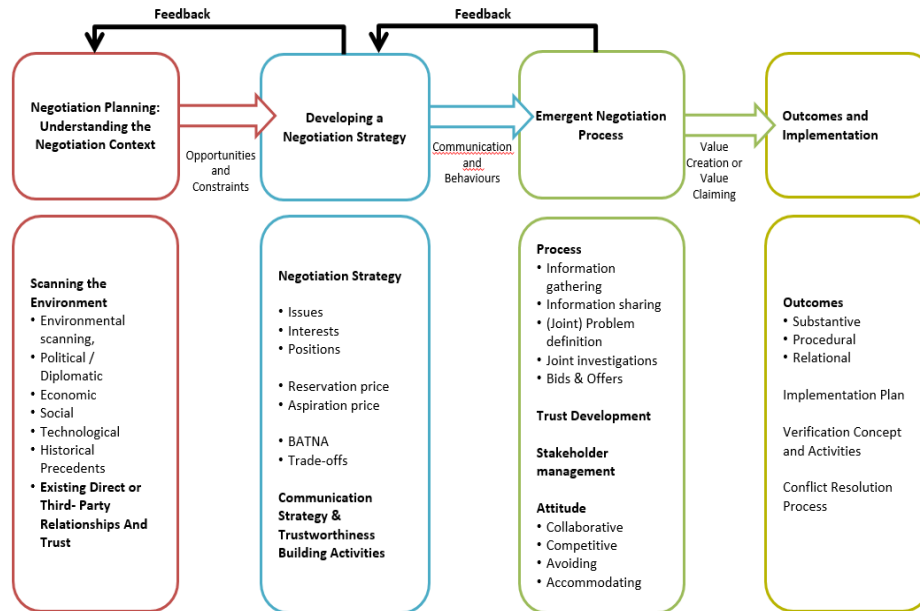 Feedback
Feedback
Negotiation Planning:
Understanding the
Negotiation Context
Opportunities
and
Constraints
Developing a
Negotiation Strategy
Communication
and
Behaviours
Emergent Negotiation
Process
Value
Creation or
Value
Claiming
Outcomes and
Implementation
Scanning the
Environment
• Environmental
scanning,
• Political /
Diplomatic
• Economic
• Social
• Technological
• Historical
Precedents
• Existing Direct or
Third- Party
Relationships And
Trust
Negotiation Strategy
• Issues
• Interests
• Positions
• Reservation price
• Aspiration price
• BATNA
• Trade-offs
Communication
Strategy &
Trustworthiness
Building Activities
Process
• Information
gathering
• Information sharing
• (Joint) Problem
definition
• Joint investigations
• Bids & Offers
Trust Development
Stakeholder
management
Attitude
• Collaborative
• Competitive
• Avoiding
• Accommodating
Outcomes
• Substantive
• Procedural
• Relational
Implementation Plan
Verification Concept
and Activities
Conflict Resolution
Process